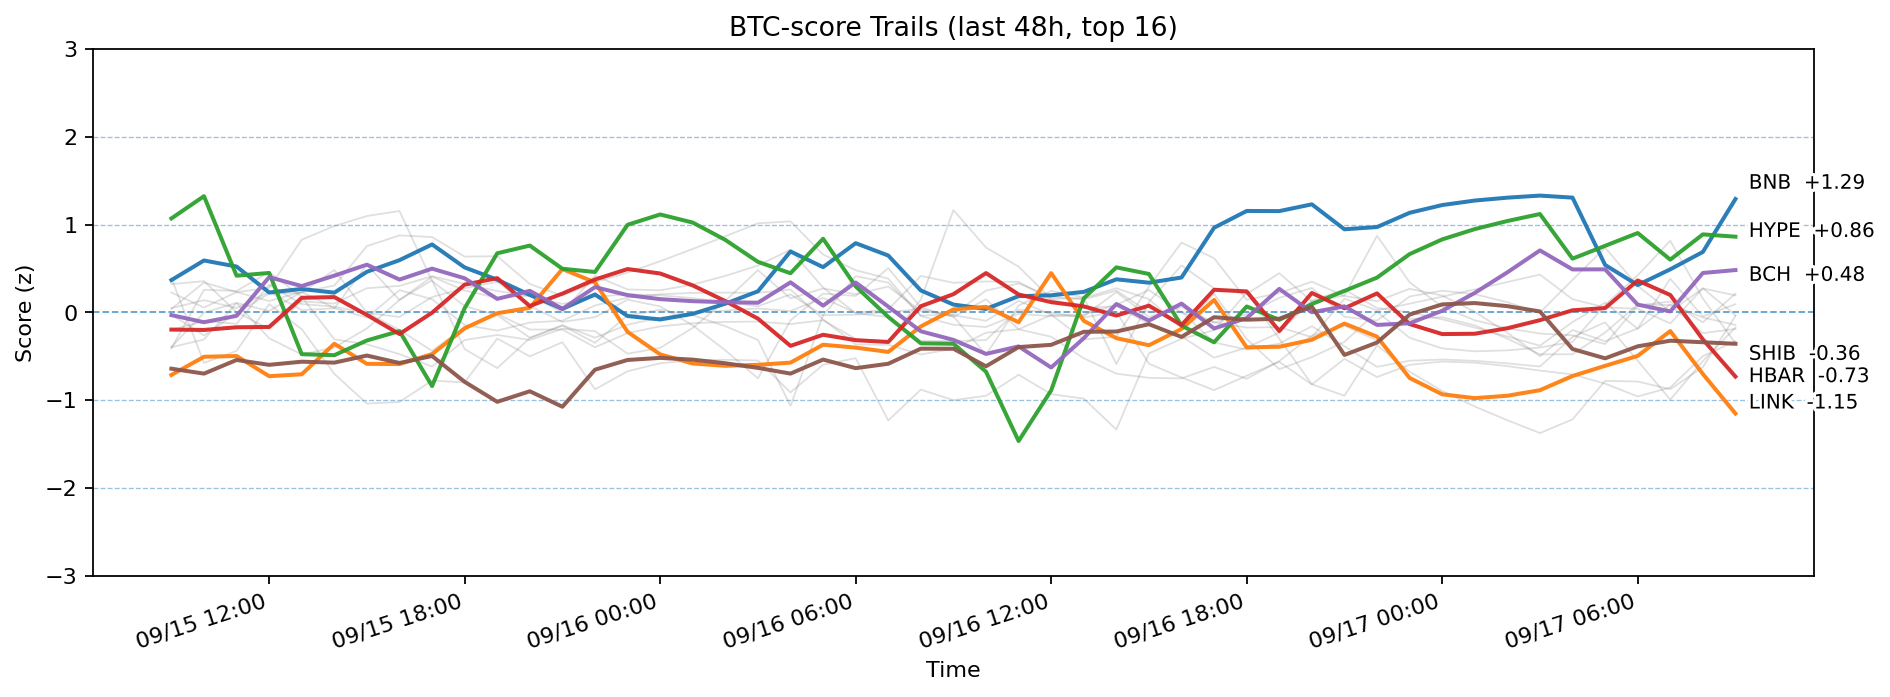 BTC-score Trails (last 48h, top 16)
3
2
1
0
−1
−2
−3
Score (z)
BNB +1.29
HYPE +0.86
BCH +0.48
SHIB -0.36
HBAR -0.73
LINK -1.15
09/15 12:00
09/15 18:00
09/16 00:00
09/16 06:00
09/16 12:00
09/16 18:00
09/17 00:00
09/17 06:00
Time